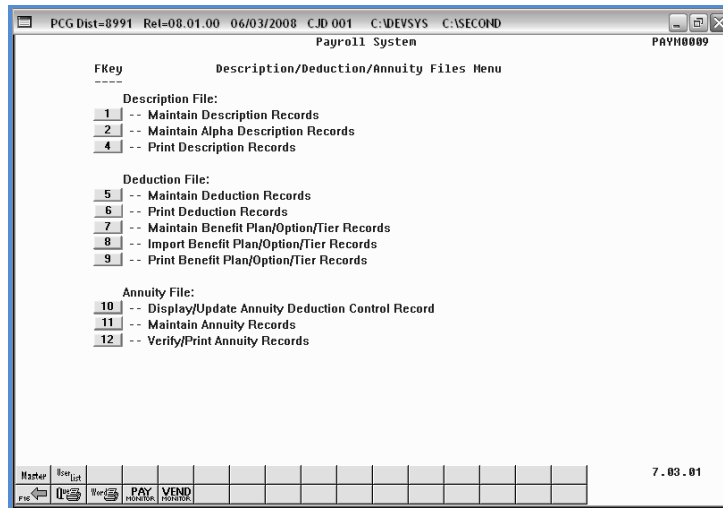 PCG Dist=8991 Rel=08.01.00 06/03/2008 CJD 001 C:\DEVSYS C:\SECOND
Payroll System PAYM0009
FKey Description/Deduction/Annuity Files Menu
----
Description File:
1 -- Maintain Description Records
2 -- Maintain Alpha Description Records
4 -- Print Description Records
Deduction File:
5 -- Maintain Deduction Records
6 -- Print Deduction Records
7 -- Maintain Benefit Plan/Option/Tier Records
8 -- Import Benefit Plan/Option/Tier Records
9 -- Print Benefit Plan/Option/Tier Records
Annuity File:
10 -- Display/Update Annuity Deduction Control Record
11 -- Maintain Annuity Records
12 -- Verify/Print Annuity Records
Master User list 7.03.01
F16 Que Word PAY MONITOR VEND MONITOR